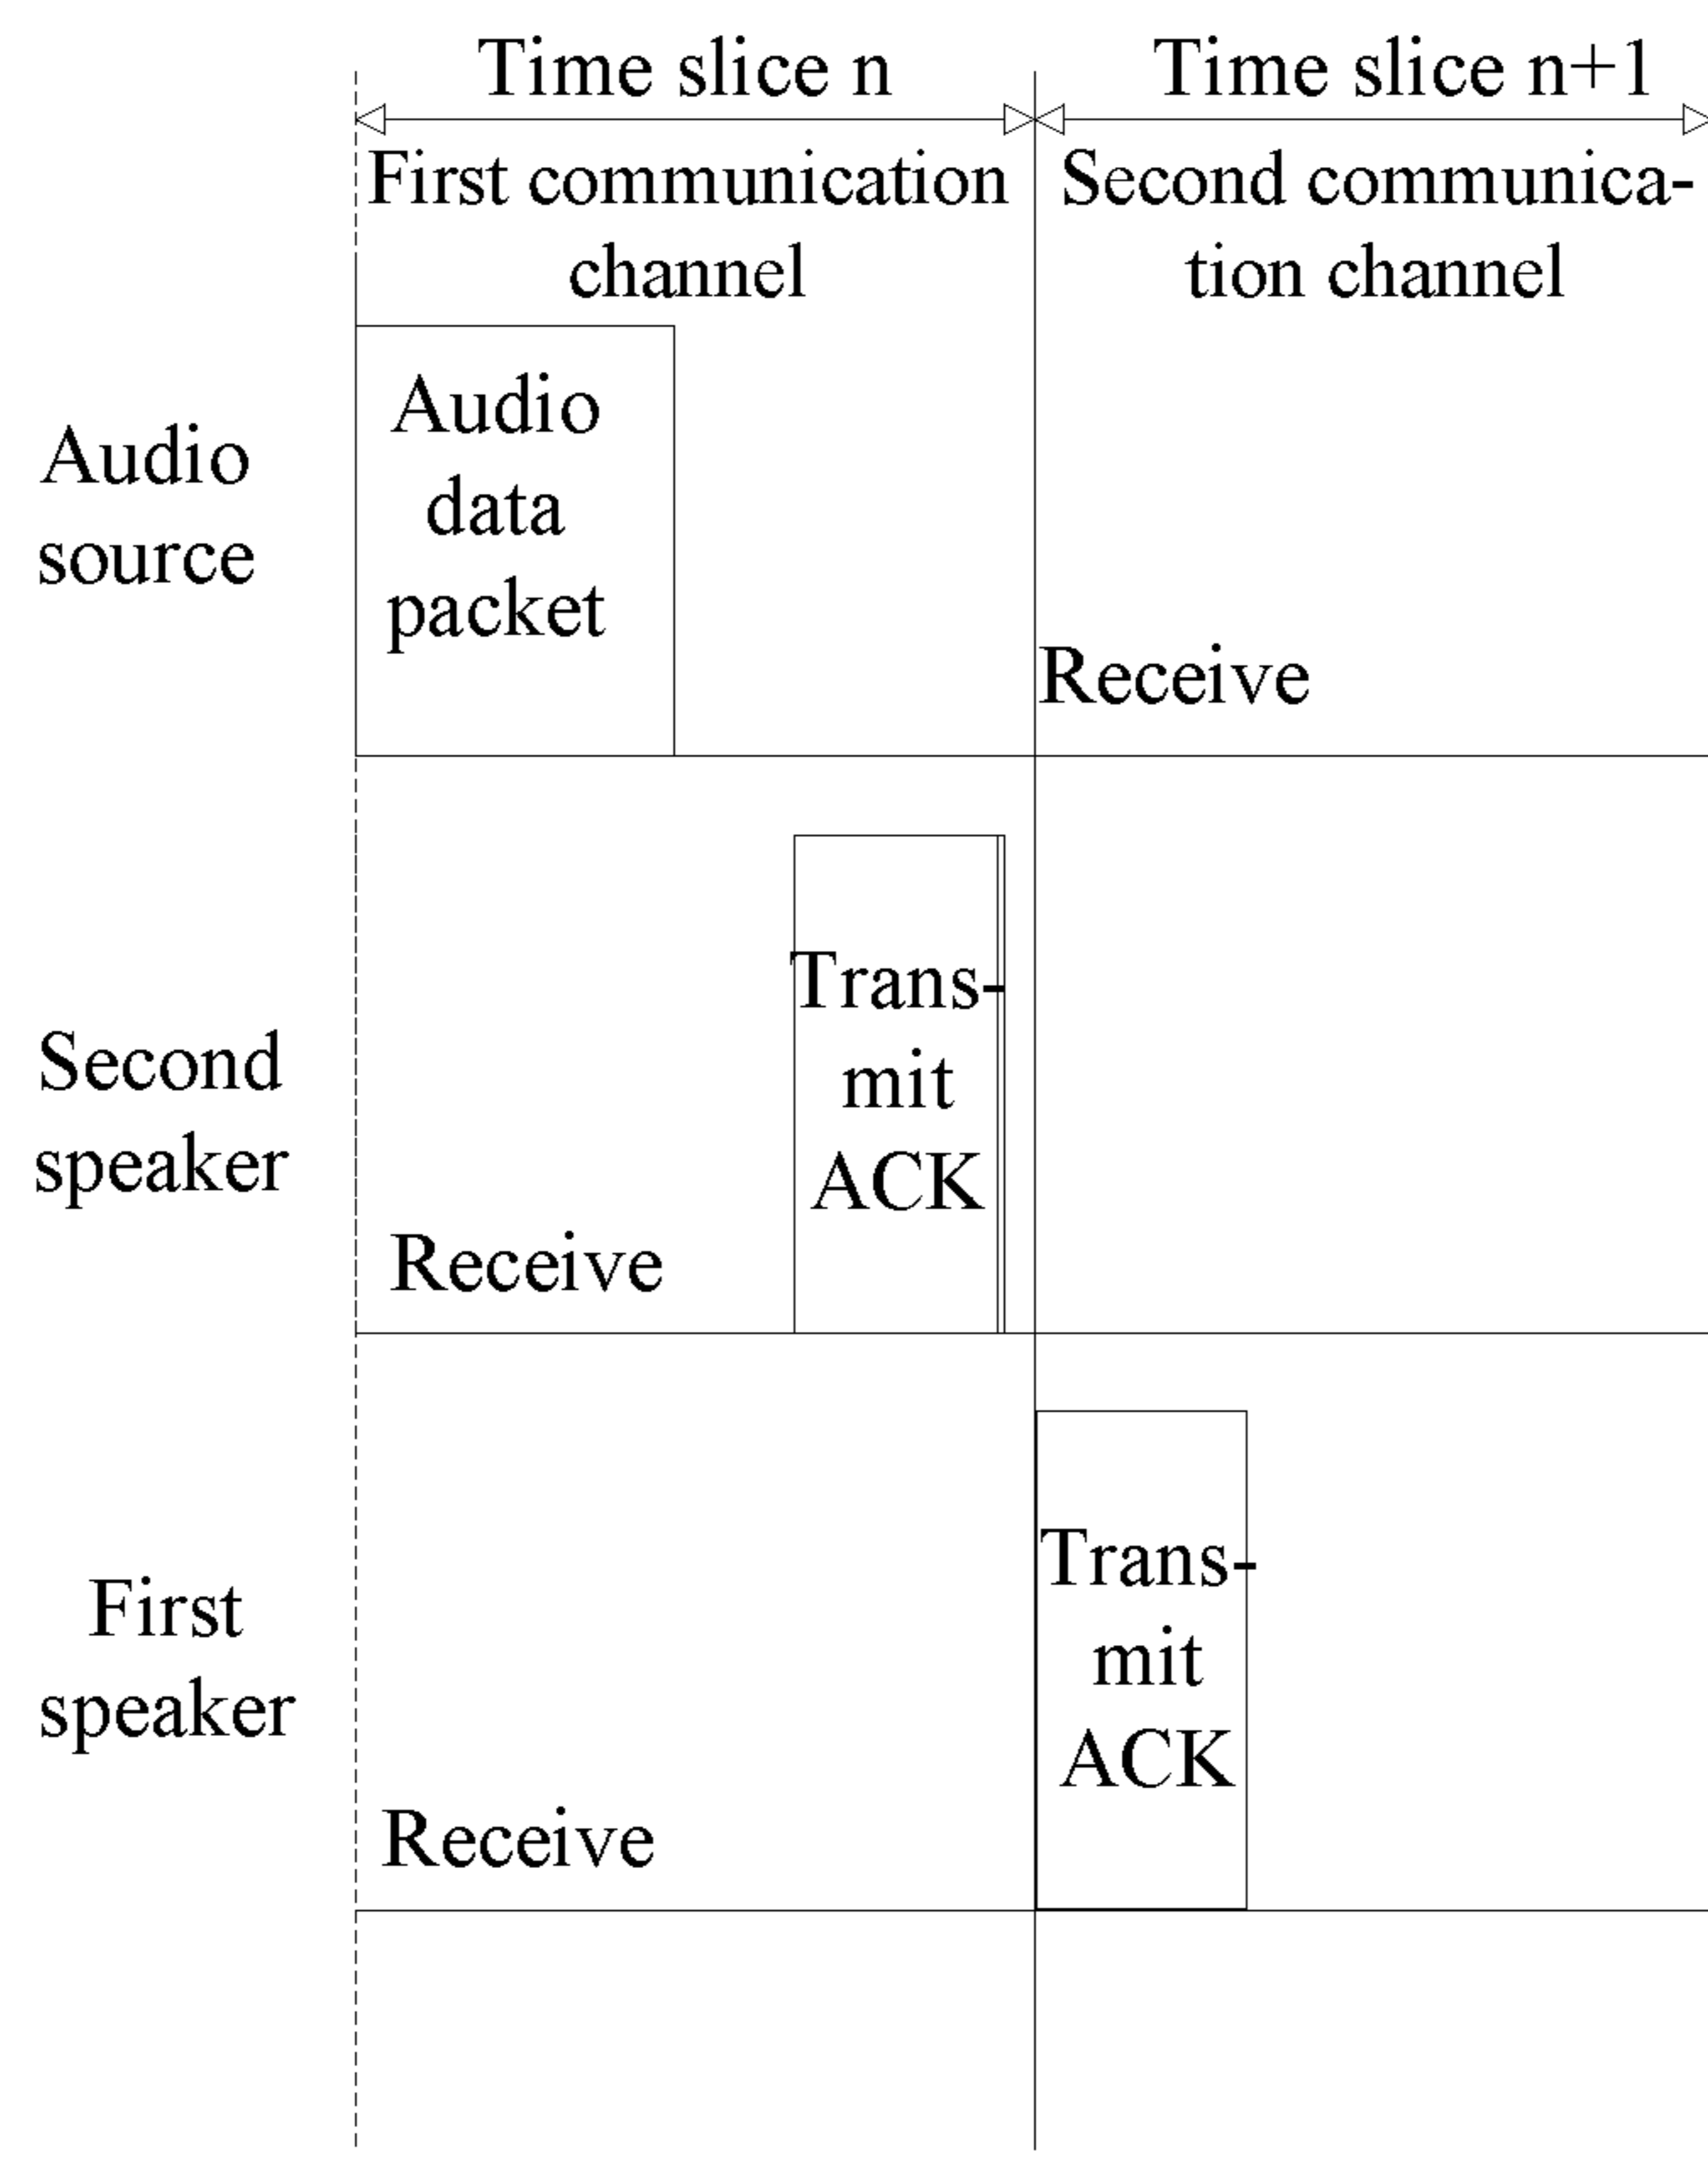 Time slice n
Time slice n+1
First communication
channel
Second communica-
tion channel
Audio
source
Audio
data
packet
Receive
Second
speaker
Receive
Trans-
mit
ACK
First
speaker
Receive
Trans-
mit
ACK